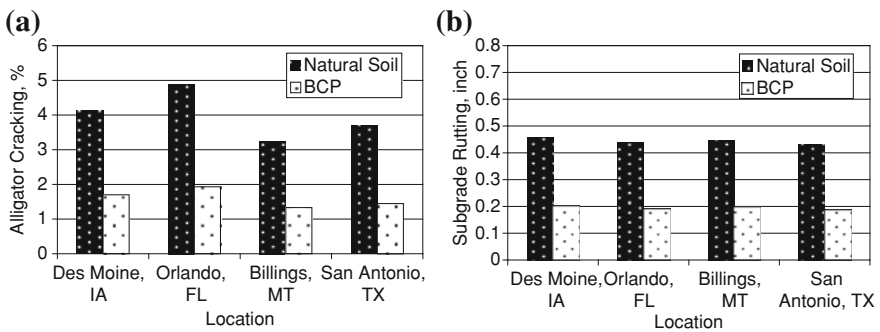 (a)
Alligator Cracking, %
6
5
4
3
2
1
0
Natural Soil
BCP
Des Moine, IA
Orlando, FL
Billings, MT
San Antonio, TX
Location
(b)
Subgrade Rutting, inch
0.8
0.7
0.6
0.5
0.4
0.3
0.2
0.1
0
Natural Soil
BCP
Des Moine, IA
Orlando, FL
Billings, MT
San Antonio, TX
Location